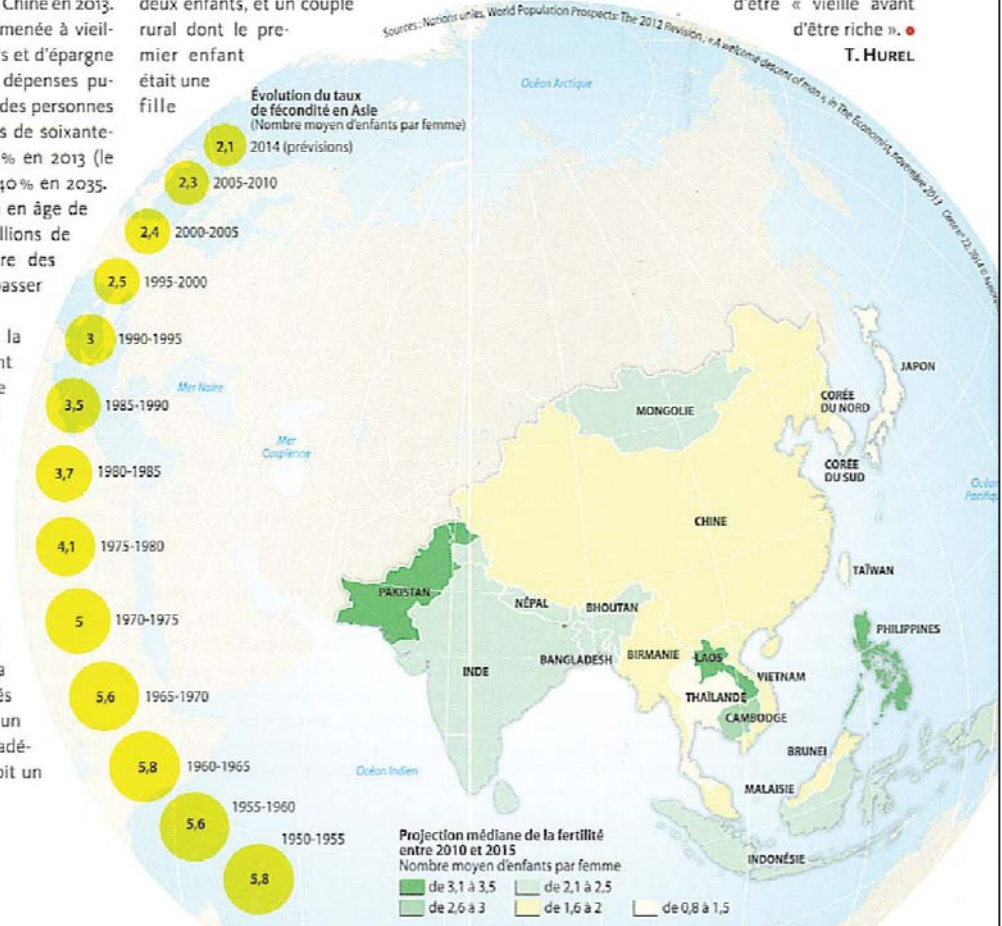 Chine en 2013.
menée à vieil-
s et d'épargne
dépenses pu-
des personnes
s de soixante-
% en 2013 (le
40 % en 2035.
en âge de
llions de
re des
passer
la
nt
e
a
és
un
adé-
oit un
deux enfants, et un couple
rural dont le pre-
mier enfant
était une
fille
d'être « vieille avant
d'être riche ». •
T. HUREL
Sources : Nations unies, World Population Prospects: The 2012 Revision ; « A welcome descent of man », in The Economist, novembre 2013
Carto n° 22, 2014 ©
Évolution du taux
de fécondité en Asie
(Nombre moyen d'enfants par femme)
2,1 2014 (prévisions)
2,3 2005-2010
2,4 2000-2005
2,5 1995-2000
3 1990-1995
3,5 1985-1990
3,7 1980-1985
4,1 1975-1980
5 1970-1975
5,6 1965-1970
5,8 1960-1965
5,6 1955-1960
5,8 1950-1955
Océan Arctique
Mer Noire
Mer
Caspienne
Océan
Pacifiq
Océan Indien
MONGOLIE
JAPON
CORÉE
DU NORD
CORÉE
DU SUD
CHINE
TAÏWAN
PAKISTAN
NÉPAL
BHOUTAN
PHILIPPINES
INDE
BANGLADESH
BIRMANIE
LAOS
VIETNAM
THAÏLANDE
CAMBODGE
BRUNEI
MALAISIE
INDONÉSIE
Projection médiane de la fertilité
entre 2010 et 2015
Nombre moyen d'enfants par femme
de 3,1 à 3,5
de 2,1 à 2,5
de 2,6 à 3
de 1,6 à 2
de 0,8 à 1,5